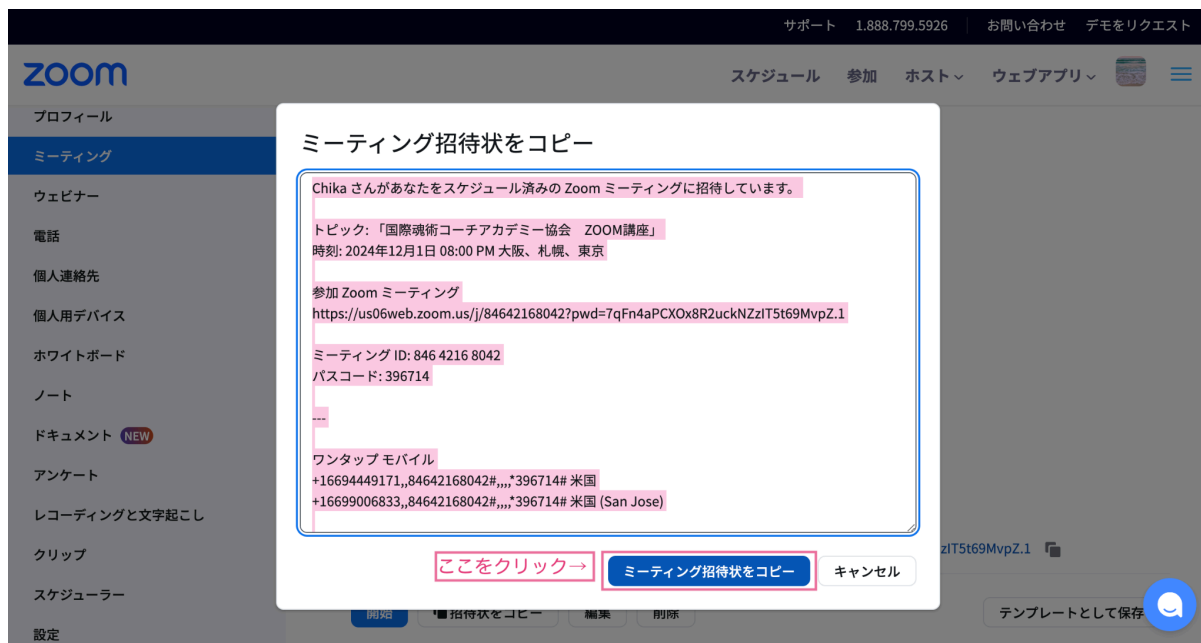 サポート 1.888.799.5926 お問い合わせ デモをリクエスト
zoom
スケジュール 参加 ホスト ウェブアプリ
プロフィール
ミーティング
ウェビナー
電話
個人連絡先
個人用デバイス
ホワイトボード
ノート
ドキュメント NEW
アンケート
レコーディングと文字起こし
クリップ
スケジューラー
設定
ミーティング招待状をコピー
Chika さんがあなたをスケジュール済みの Zoom ミーティングに招待しています。
トピック: 「国際魂術コーチアカデミー協会　ZOOM講座」
時刻: 2024年12月1日 08:00 PM 大阪、札幌、東京
参加 Zoom ミーティング
https://us06web.zoom.us/j/84642168042?pwd=7qFn4aPCXOx8R2uckNZzIT5t69MvpZ.1
ミーティング ID: 846 4216 8042
パスコード: 396714
---
ワンタップ モバイル
+16694449171,,84642168042#,,,,*396714# 米国
+16699006833,,84642168042#,,,,*396714# 米国 (San Jose)
ここをクリック→
ミーティング招待状をコピー キャンセル
zIT5t69MvpZ.1
開始 招待状をコピー 編集 削除 テンプレートとして保存